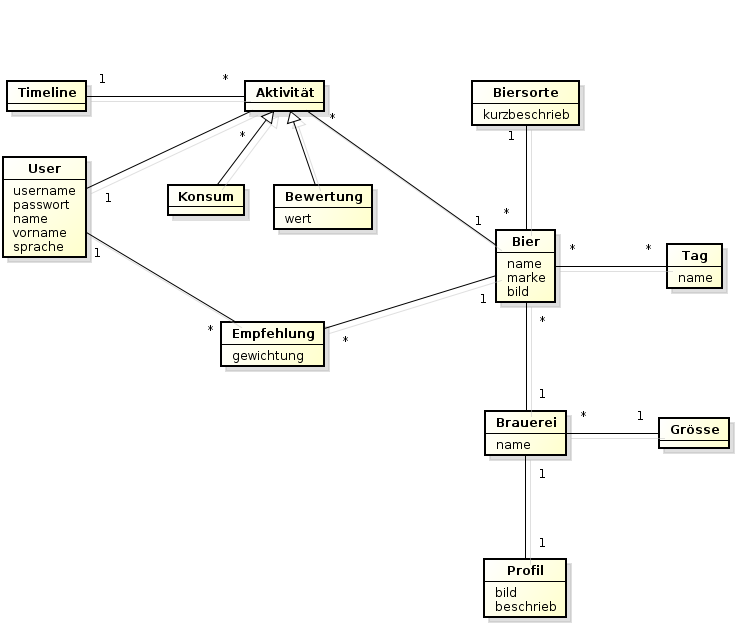 Timeline
1
*
Aktivität
Biersorte
kurzbeschrieb
1
*
*
User
username
passwort
name
vorname
sprache
1
1
Konsum
Bewertung
wert
1
*
Bier
name
marke
bild
*
*
Tag
name
1
*
Empfehlung
gewichtung
*
*
1
Brauerei
name
*
1
Grösse
1
1
Profil
bild
beschrieb